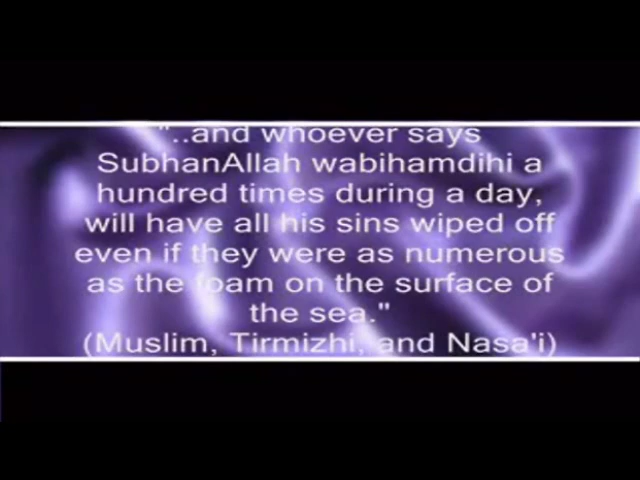 "..and whoever says
SubhanAllah wabihamdihi a
hundred times during a day,
will have all his sins wiped off
even if they were as numerous
as the foam on the surface of
the sea."
(Muslim, Tirmizhi, and Nasa'i)